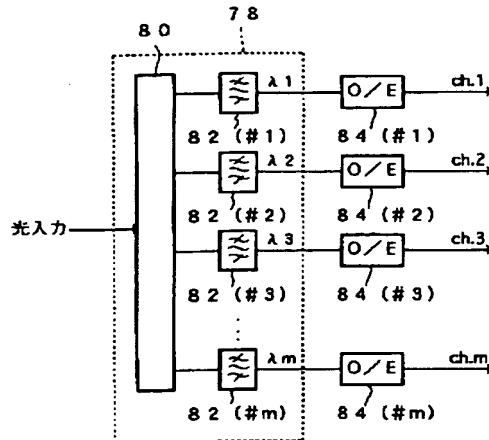 78
80
λ1 O/E ch.1
82 (#1) 84 (#1)
λ2 O/E ch.2
82 (#2) 84 (#2)
光入力
λ3 O/E ch.3
82 (#3) 84 (#3)
λm O/E ch.m
82 (#m) 84 (#m)